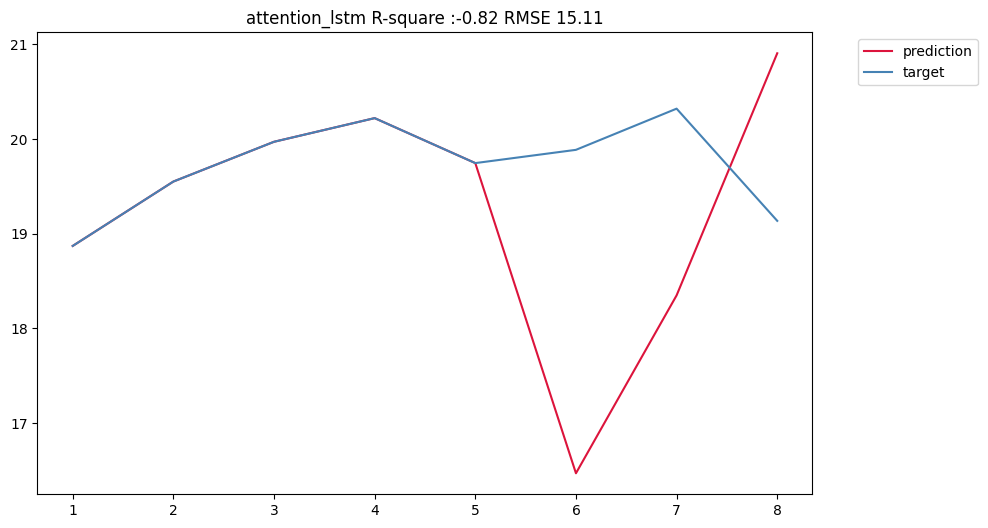 attention_lstm R-square :-0.82 RMSE 15.11
prediction
target
21
20
19
18
17
1 2 3 4 5 6 7 8